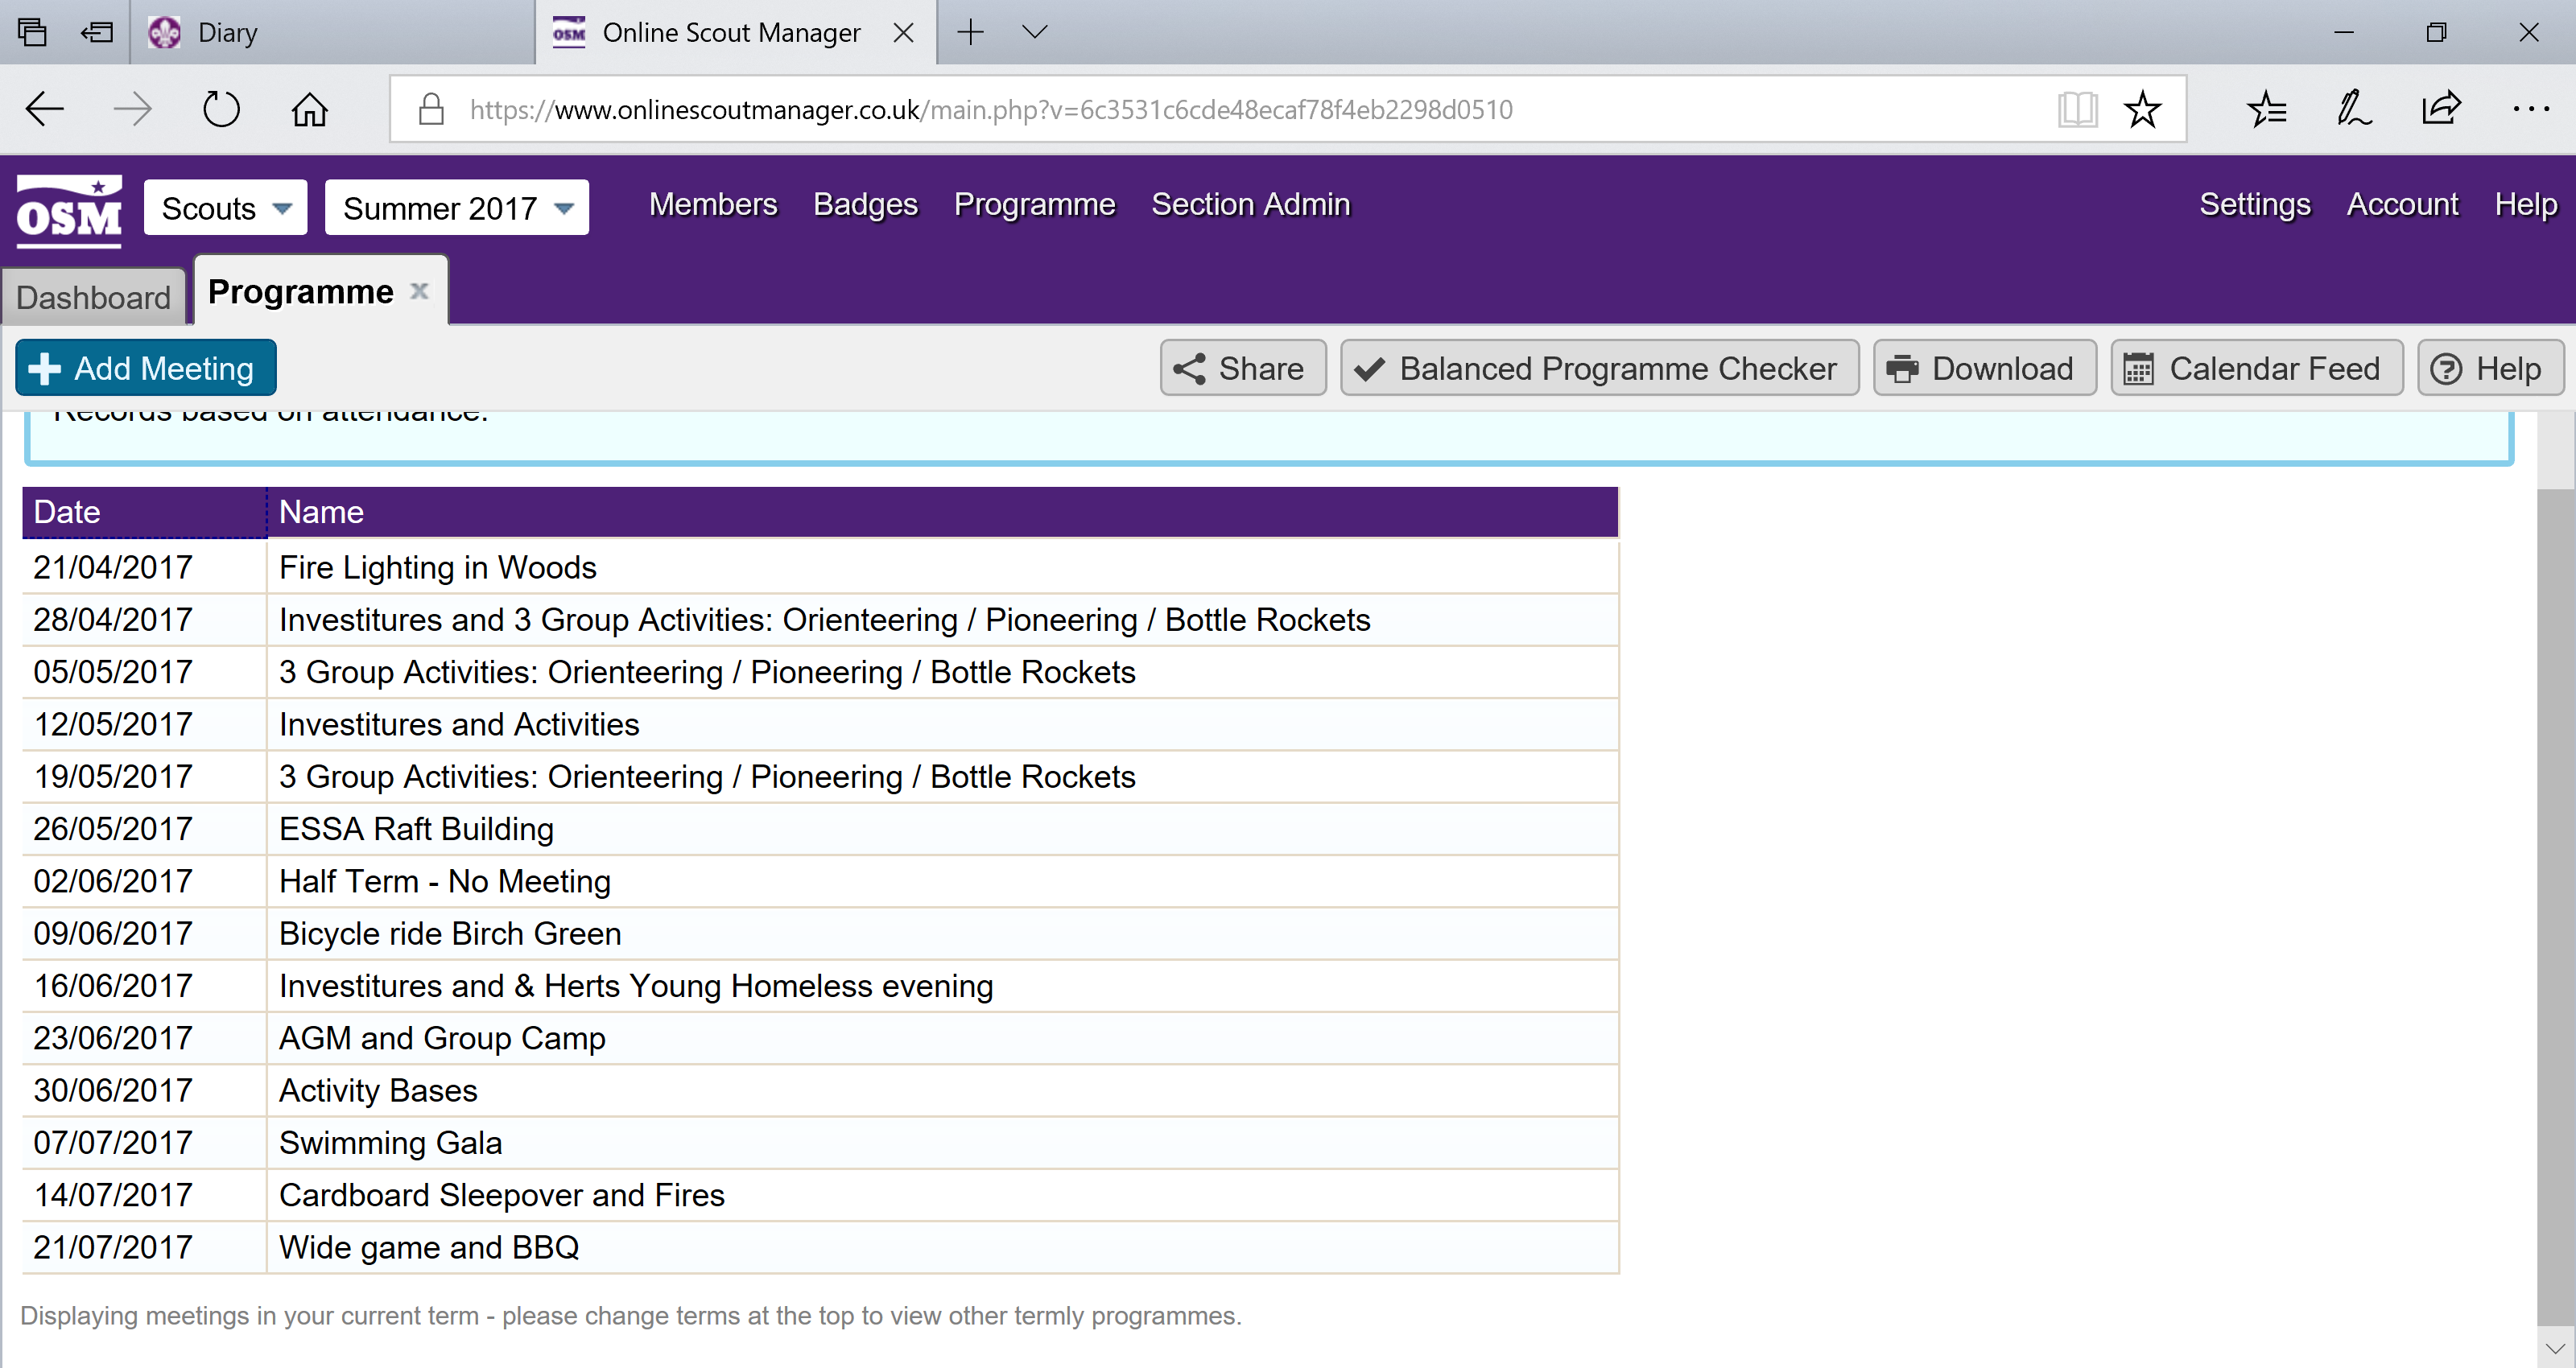 Diary
OSM Online Scout Manager
https://www.onlinescoutmanager.co.uk/main.php?v=6c3531c6cde48ecaf78f4eb2298d0510
OSM Scouts Summer 2017 Members Badges Programme Section Admin Settings Account Help
Dashboard Programme x
Add Meeting Share Balanced Programme Checker Download Calendar Feed Help
Records based on attendance.
Date Name
21/04/2017 Fire Lighting in Woods
28/04/2017 Investitures and 3 Group Activities: Orienteering / Pioneering / Bottle Rockets
05/05/2017 3 Group Activities: Orienteering / Pioneering / Bottle Rockets
12/05/2017 Investitures and Activities
19/05/2017 3 Group Activities: Orienteering / Pioneering / Bottle Rockets
26/05/2017 ESSA Raft Building
02/06/2017 Half Term - No Meeting
09/06/2017 Bicycle ride Birch Green
16/06/2017 Investitures and & Herts Young Homeless evening
23/06/2017 AGM and Group Camp
30/06/2017 Activity Bases
07/07/2017 Swimming Gala
14/07/2017 Cardboard Sleepover and Fires
21/07/2017 Wide game and BBQ
Displaying meetings in your current term - please change terms at the top to view other termly programmes.